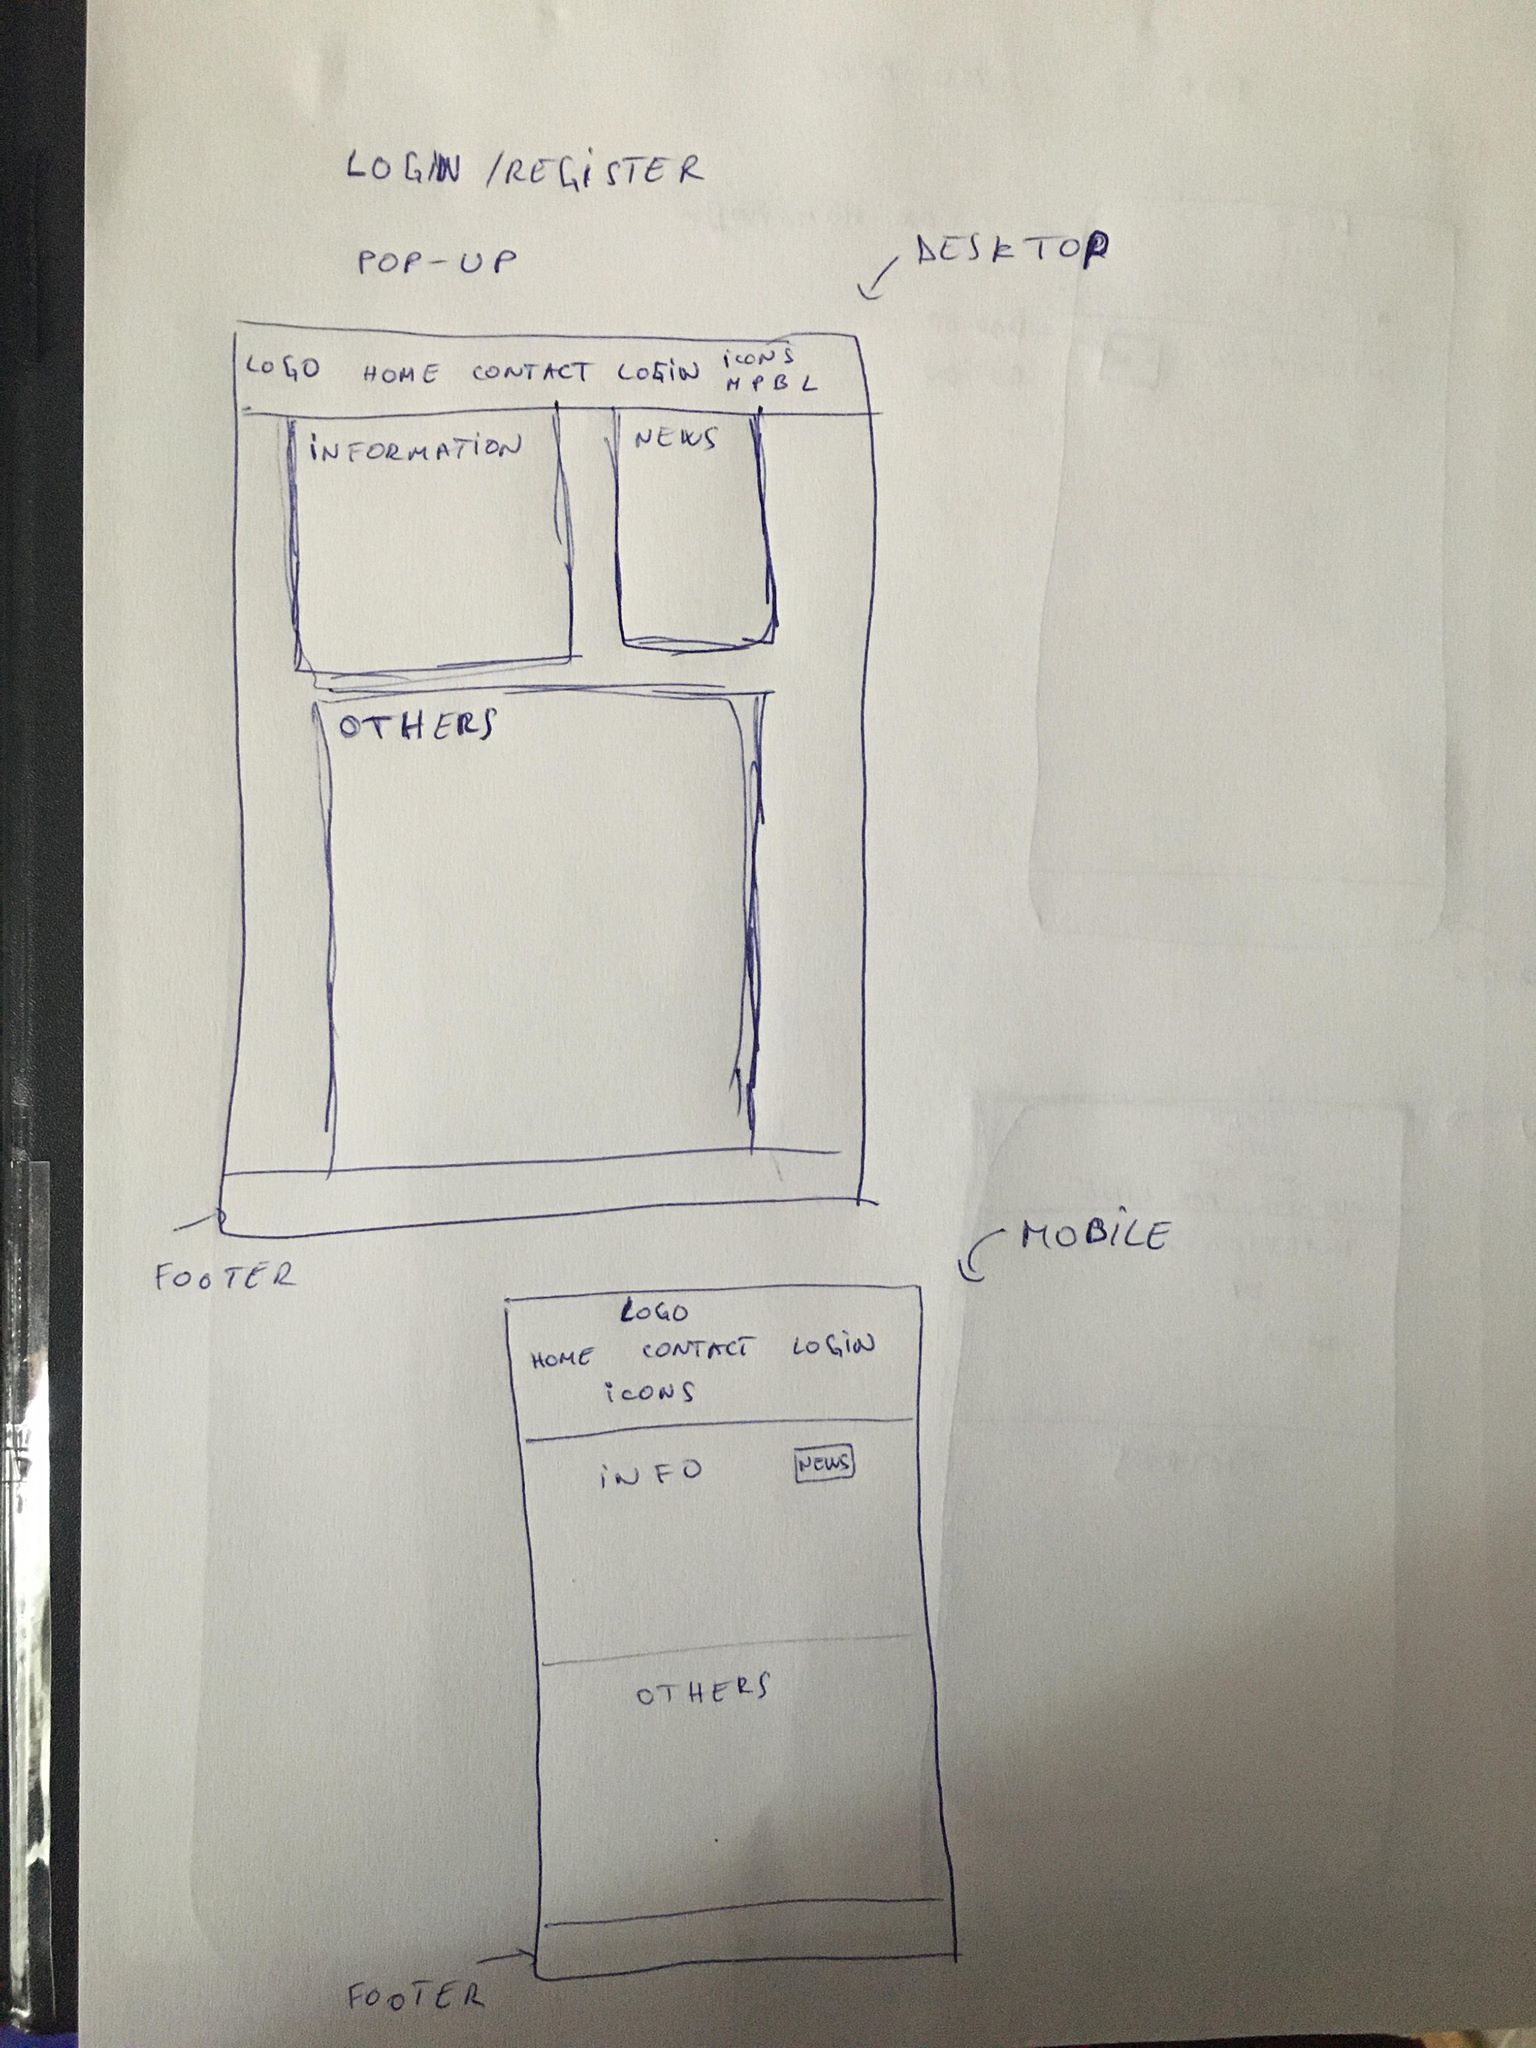 LOGIN /REGISTER
POP-UP
DESKTOP
LOGO HOME CONTACT LOGIN iCONS
M P B L
iNFORMATiON NEWS
OTHERS
FOOTER
MOBiLE
LOGO
HOME CONTACT LOGiN
iCONS
iNFO NEWS
OTHERS
FOOTER